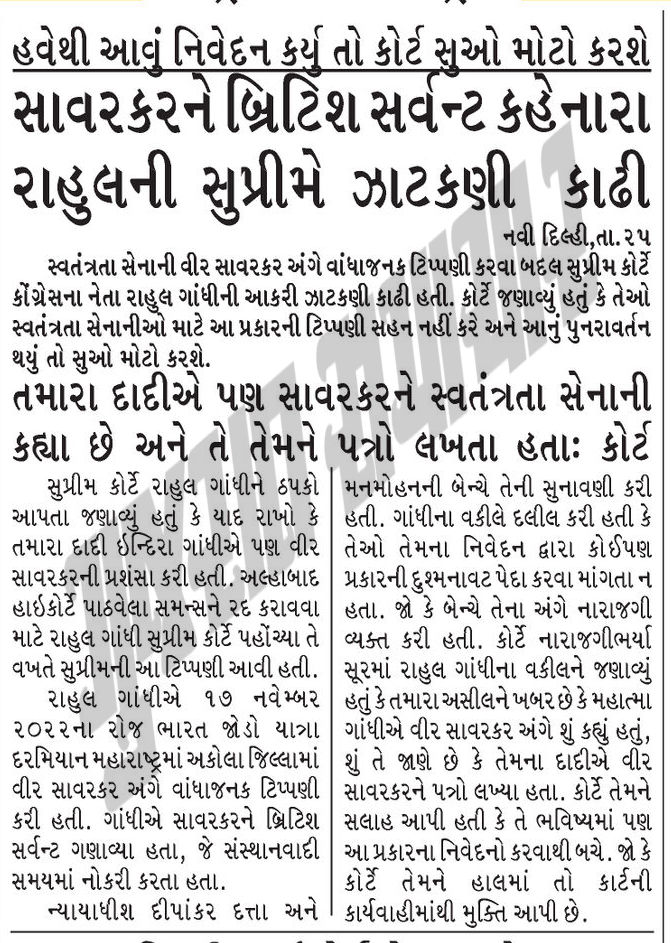 હવેથી આવું નિવેદન કર્યુ તો કોર્ટ સુઓ મોટો કરશે
સાવરકરને બ્રિટિશ સર્વન્ટ કહેનારા
રાહુલની સુપ્રીમે ઝાટકણી કાઢી
નવી દિલ્હી,તા.૨૫
સ્વતંત્રતા સેનાની વીર સાવરકર અંગે વાંધાજનક ટિપ્પણી કરવા બદલ સુપ્રીમ કોર્ટે
કોંગ્રેસના નેતા રાહુલ ગાંધીની આકરી ઝાટકણી કાઢી હતી. કોર્ટે જણાવ્યું હતું કે તેઓ
સ્વતંત્રતા સેનાનીઓ માટે આ પ્રકારની ટિપ્પણી સહન નહીં કરે અને આનું પુનરાવર્તન
થયું તો સુઓ મોટો કરશે.
તમારા દાદીએ પણ સાવરકરને સ્વતંત્રતા સેનાની
કહ્યા છે અને તે તેમને પત્રો લખતા હતાઃ કોર્ટ
સુપ્રીમ કોર્ટે રાહુલ ગાંધીને ઠપકો
આપતા જણાવ્યું હતું કે યાદ રાખો કે
તમારા દાદી ઇન્દિરા ગાંધીએ પણ વીર
સાવરકરની પ્રશંસા કરી હતી. અલ્હાબાદ
હાઇકોર્ટે પાઠવેલા સમન્સને રદ કરાવવા
માટે રાહુલ ગાંધી સુપ્રીમ કોર્ટ પહોંચ્યા તે
વખતે સુપ્રીમની આ ટિપ્પણી આવી હતી.
રાહુલ ગાંધીએ ૧૭ નવેમ્બર
૨૦૨૨ના રોજ ભારત જોડો યાત્રા
દરમિયાન મહારાષ્ટ્રમાં અકોલા જિલ્લામાં
વીર સાવરકર અંગે વાંધાજનક ટિપ્પણી
કરી હતી. ગાંધીએ સાવરકરને બ્રિટિશ
સર્વન્ટ ગણાવ્યા હતા, જે સંસ્થાનવાદી
સમયમાં નોકરી કરતા હતા.
ન્યાયાધીશ દીપાંકર દત્તા અને
મનમોહનની બેન્ચે તેની સુનાવણી કરી
હતી. ગાંધીના વકીલે દલીલ કરી હતી કે
તેઓ તેમના નિવેદન દ્વારા કોઈપણ
પ્રકારની દુશ્મનાવટ પેદા કરવા માંગતા ન
હતા. જો કે બેન્ચે તેના અંગે નારાજગી
વ્યક્ત કરી હતી. કોર્ટે નારાજગીભર્યા
સૂરમાં રાહુલ ગાંધીના વકીલને જણાવ્યું
હતું કે તમારા અસીલને ખબર છે કે મહાત્મા
ગાંધીએ વીર સાવરકર અંગે શું કહ્યું હતું,
શું તે જાણે છે કે તેમના દાદીએ વીર
સાવરકરને પત્રો લખ્યા હતા. કોર્ટે તેમને
સલાહ આપી હતી કે તે ભવિષ્યમાં પણ
આ પ્રકારના નિવેદનો કરવાથી બચે. જો કે
કોર્ટે તેમને હાલમાં તો કાર્ટની
કાર્યવાહીમાંથી મુક્તિ આપી છે.
ગુજરાત સમાચાર